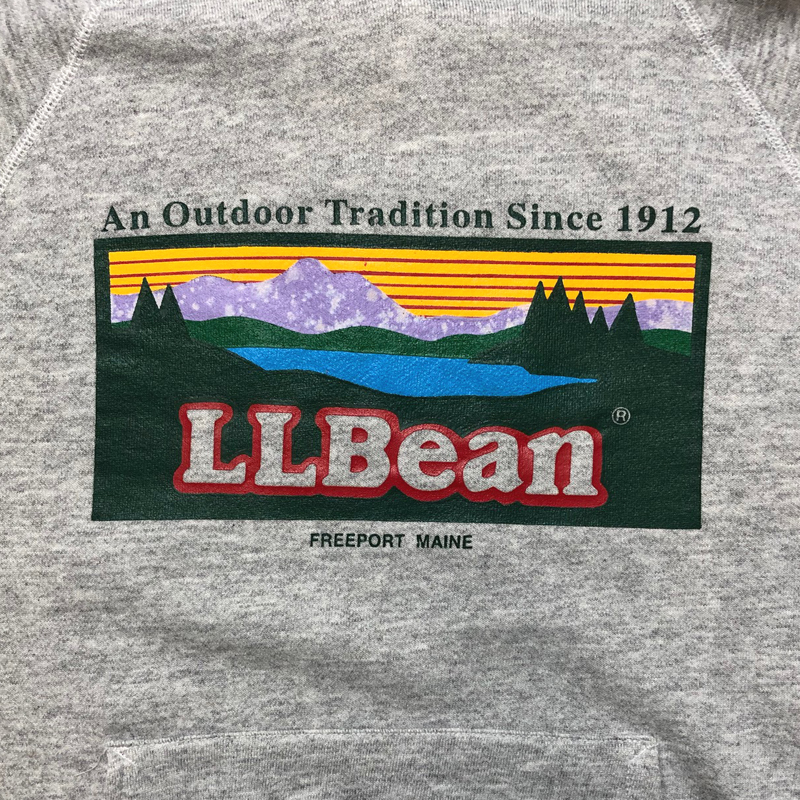 An Outdoor Tradition Since 1912
LLBean ®
FREEPORT MAINE